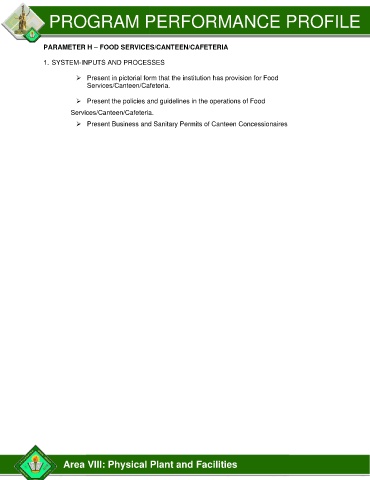 PROGRAM PERFORMANCE PROFILE
PARAMETER H – FOOD SERVICES/CANTEEN/CAFETERIA
1. SYSTEM-INPUTS AND PROCESSES
➢ Present in pictorial form that the institution has provision for Food
Services/Canteen/Cafeteria.
➢ Present the policies and guidelines in the operations of Food
Services/Canteen/Cafeteria.
➢ Present Business and Sanitary Permits of Canteen Concessionaires
Area VIII: Physical Plant and Facilities